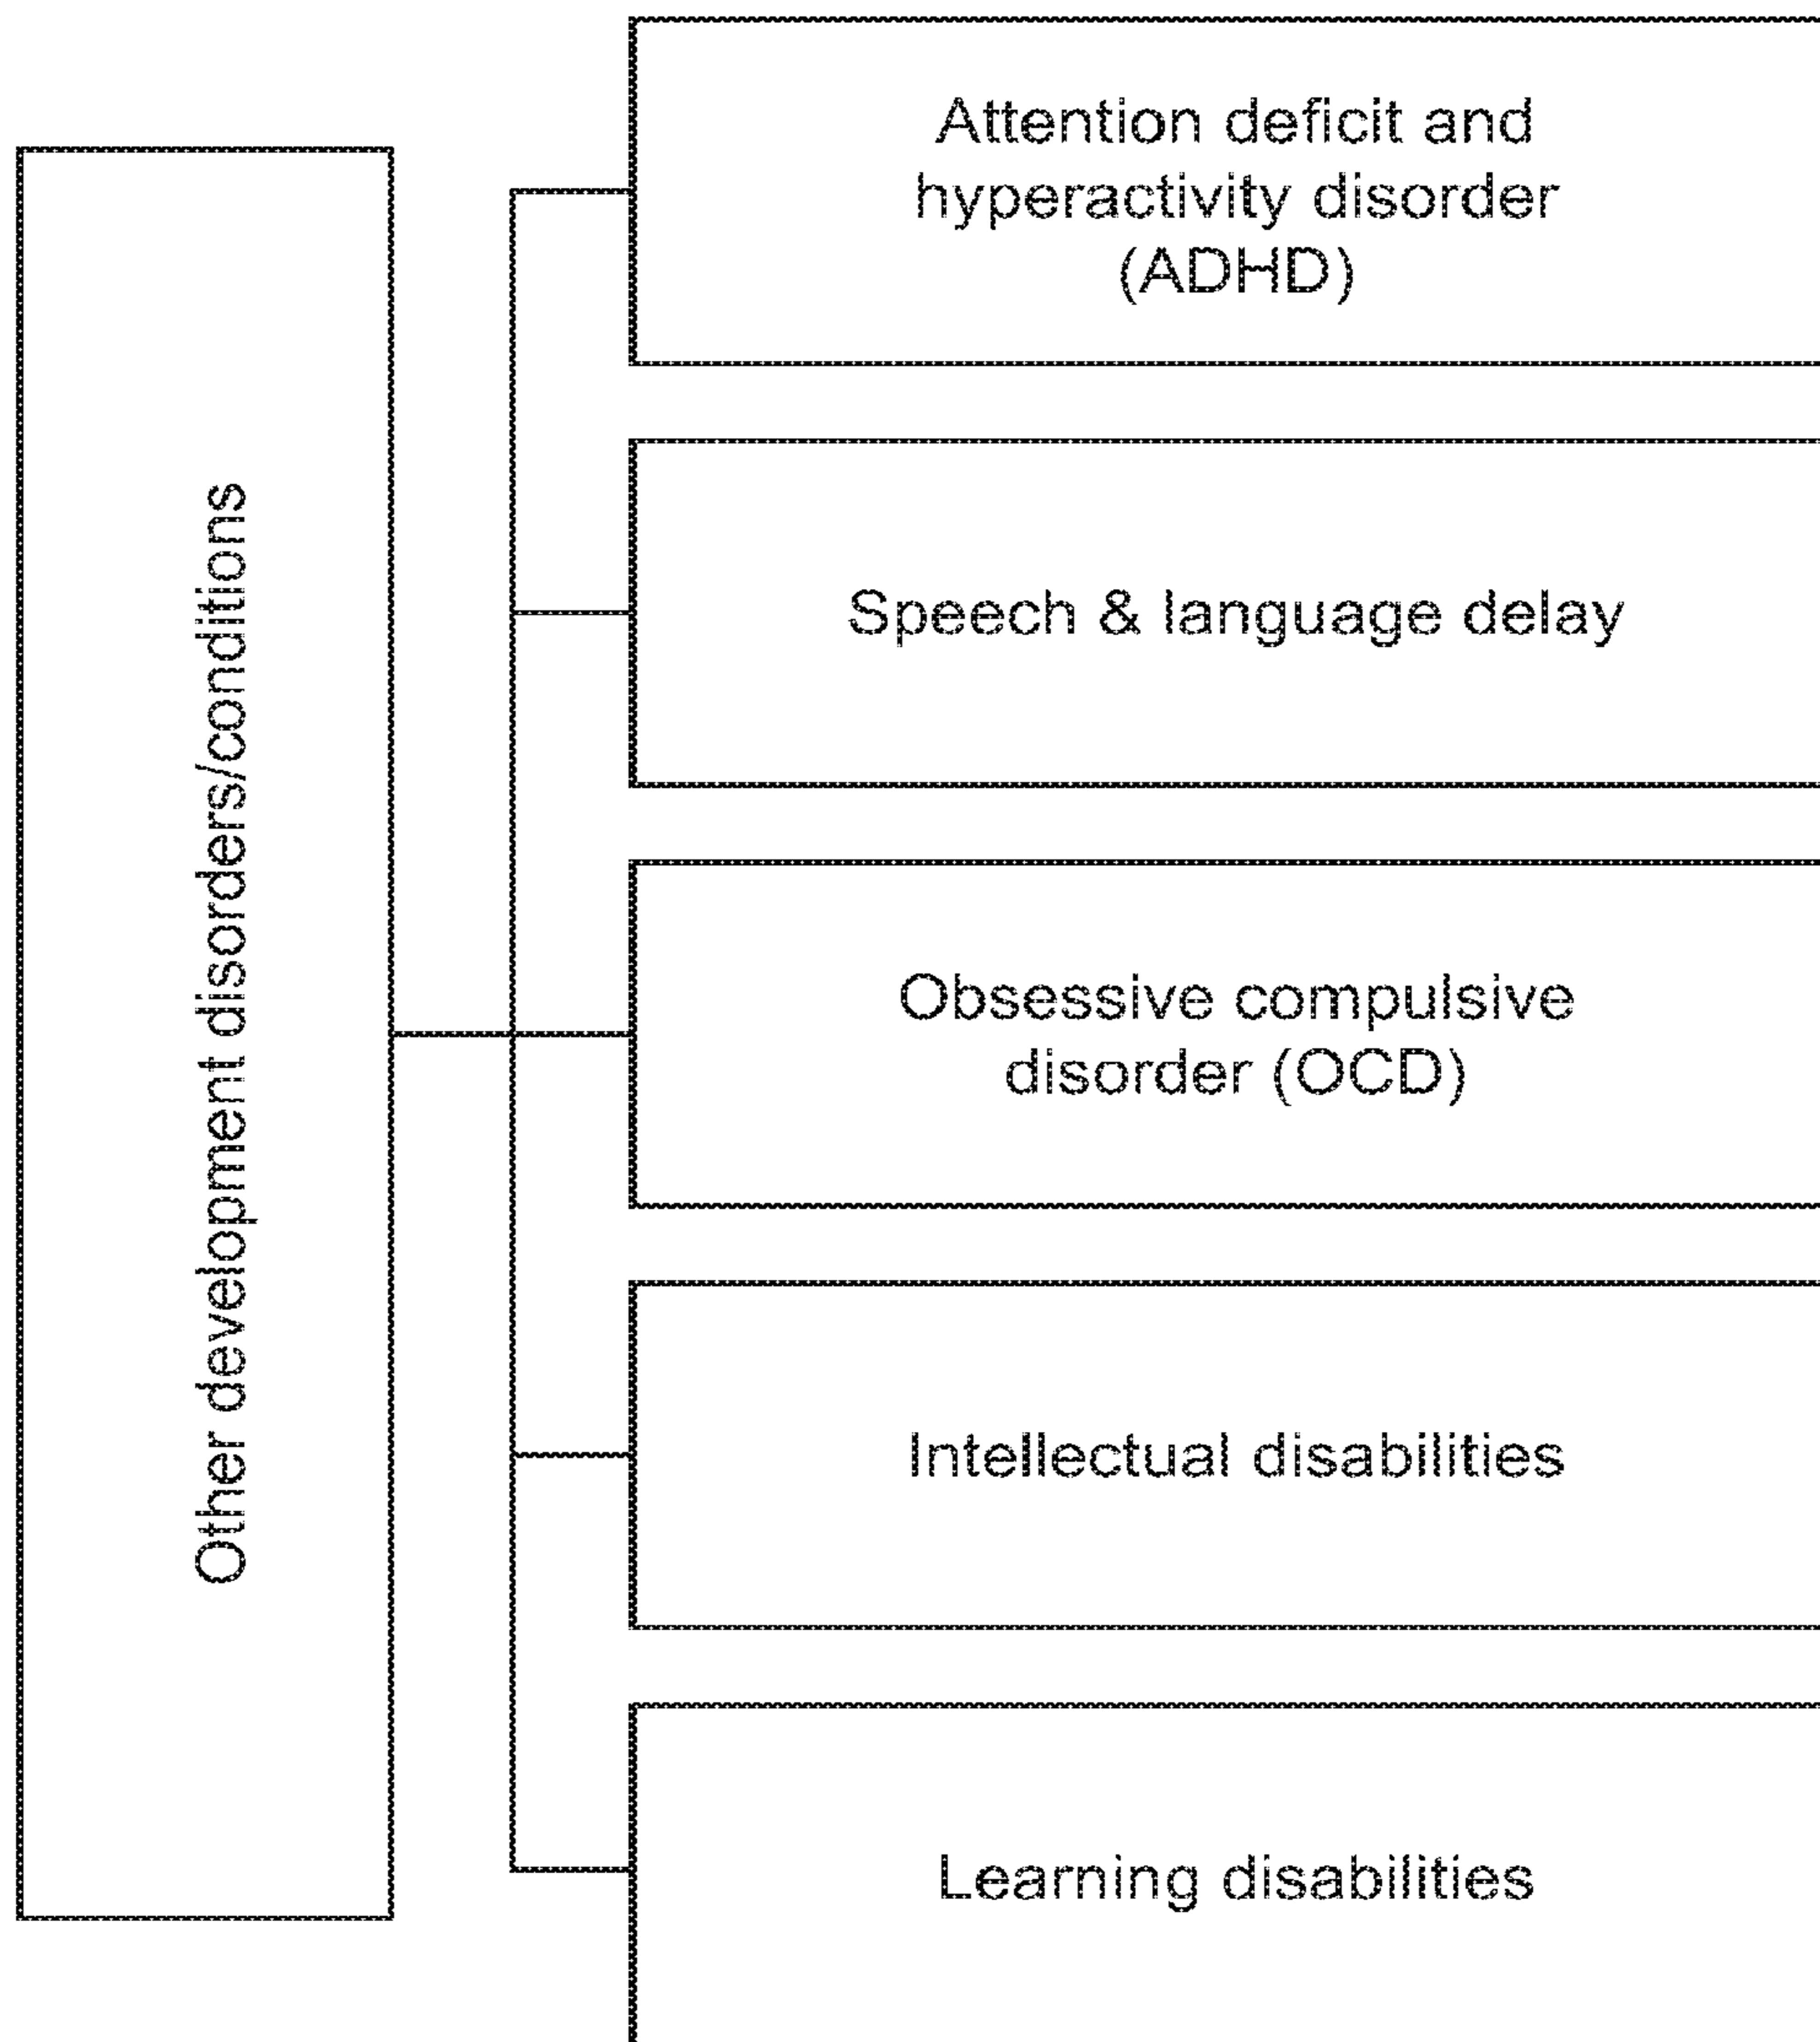 Other development disorders/conditions
Attention deficit and
hyperactivity disorder
(ADHD)
Speech & language delay
Obsessive compulsive
disorder (OCD)
Intellectual disabilities
Learning disabilities